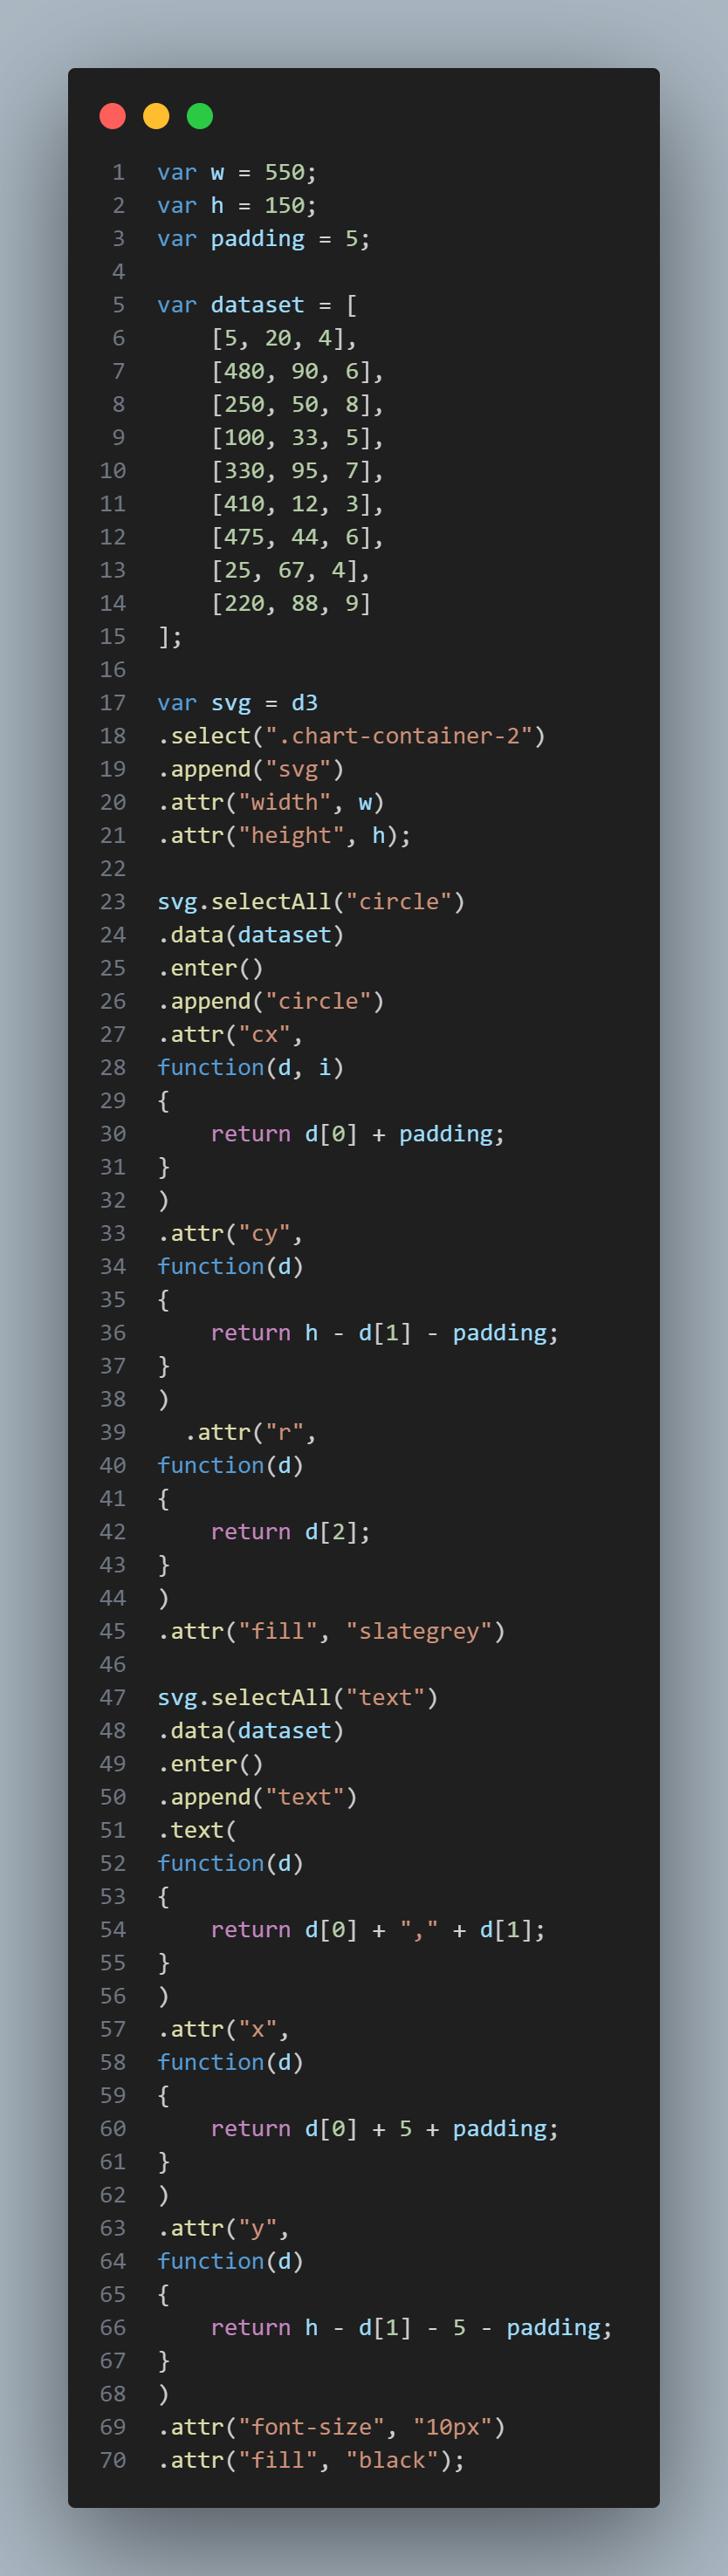 1 var w = 550;
2 var h = 150;
3 var padding = 5;
4
5 var dataset = [
6     [5, 20, 4],
7     [480, 90, 6],
8     [250, 50, 8],
9     [100, 33, 5],
10     [330, 95, 7],
11     [410, 12, 3],
12     [475, 44, 6],
13     [25, 67, 4],
14     [220, 88, 9]
15 ];
16
17 var svg = d3
18 .select(".chart-container-2")
19 .append("svg")
20 .attr("width", w)
21 .attr("height", h);
22
23 svg.selectAll("circle")
24 .data(dataset)
25 .enter()
26 .append("circle")
27 .attr("cx",
28 function(d, i)
29 {
30     return d[0] + padding;
31 }
32 )
33 .attr("cy",
34 function(d)
35 {
36     return h - d[1] - padding;
37 }
38 )
39   .attr("r",
40 function(d)
41 {
42     return d[2];
43 }
44 )
45 .attr("fill", "slategrey")
46
47 svg.selectAll("text")
48 .data(dataset)
49 .enter()
50 .append("text")
51 .text(
52 function(d)
53 {
54     return d[0] + "," + d[1];
55 }
56 )
57 .attr("x",
58 function(d)
59 {
60     return d[0] + 5 + padding;
61 }
62 )
63 .attr("y",
64 function(d)
65 {
66     return h - d[1] - 5 - padding;
67 }
68 )
69 .attr("font-size", "10px")
70 .attr("fill", "black");